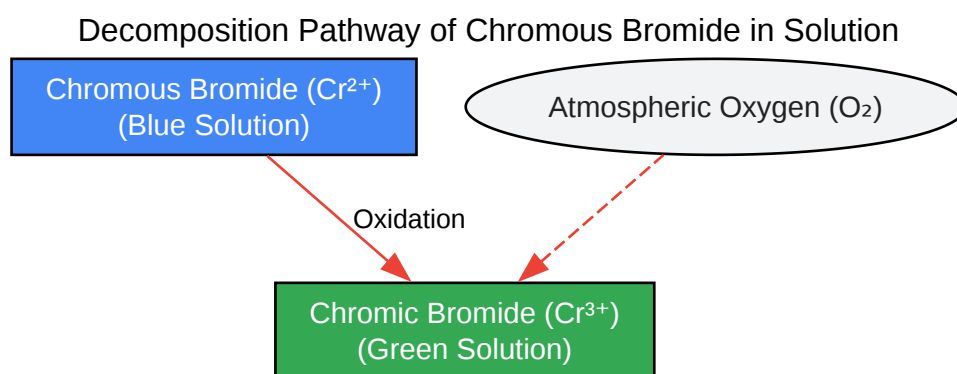 Decomposition Pathway of Chromous Bromide in Solution
Chromous Bromide (Cr²⁺)
(Blue Solution)
Atmospheric Oxygen (O₂)
Oxidation
Chromic Bromide (Cr³⁺)
(Green Solution)